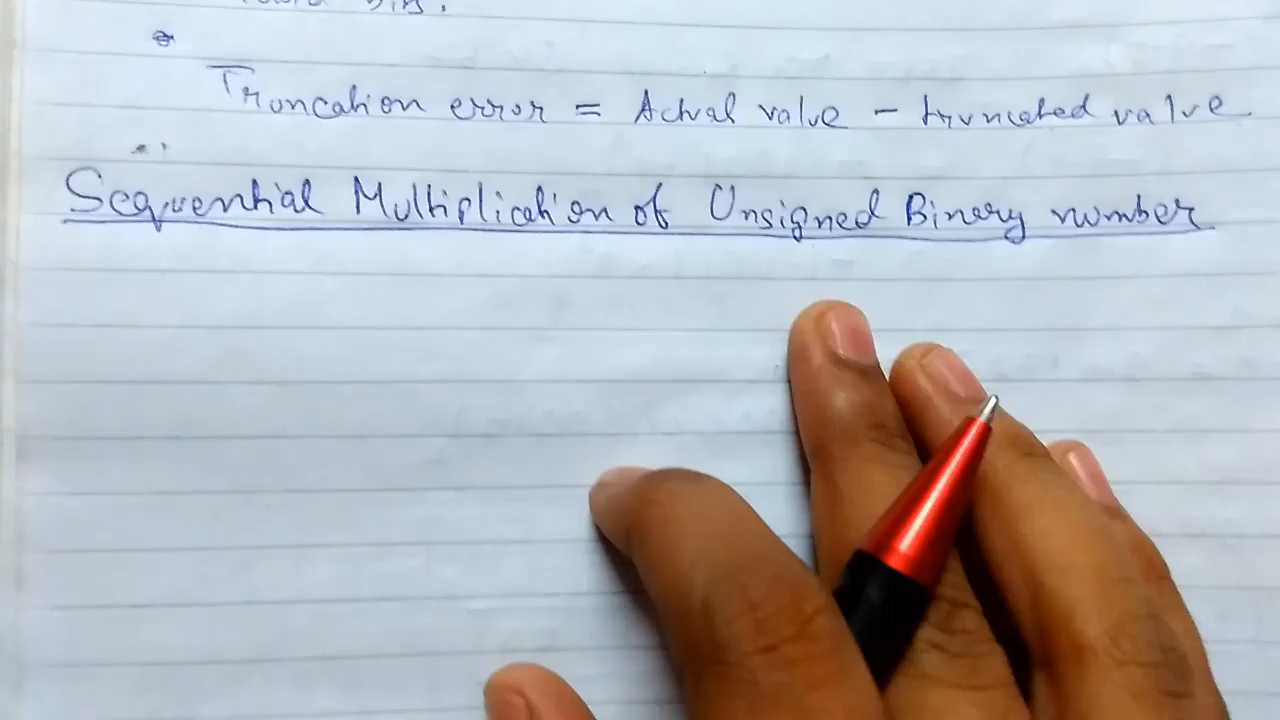 Truncation error = Actual value - truncated value
Sequential Multiplication of Unsigned Binary number